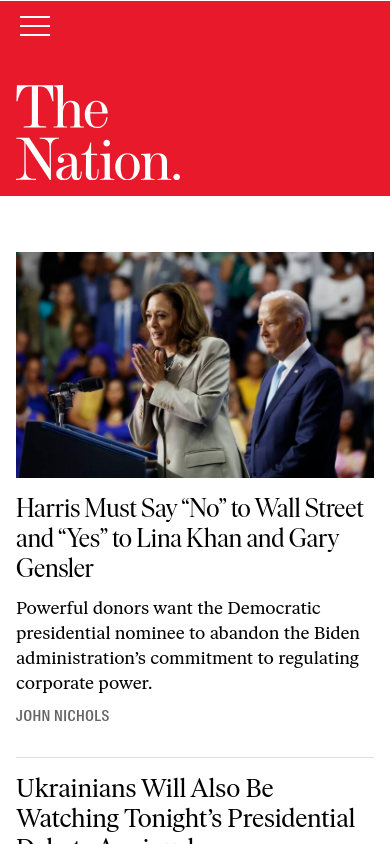 The
Nation.
Harris Must Say “No” to Wall Street
and “Yes” to Lina Khan and Gary
Gensler
Powerful donors want the Democratic
presidential nominee to abandon the Biden
administration’s commitment to regulating
corporate power.
JOHN NICHOLS
Ukrainians Will Also Be
Watching Tonight’s Presidential